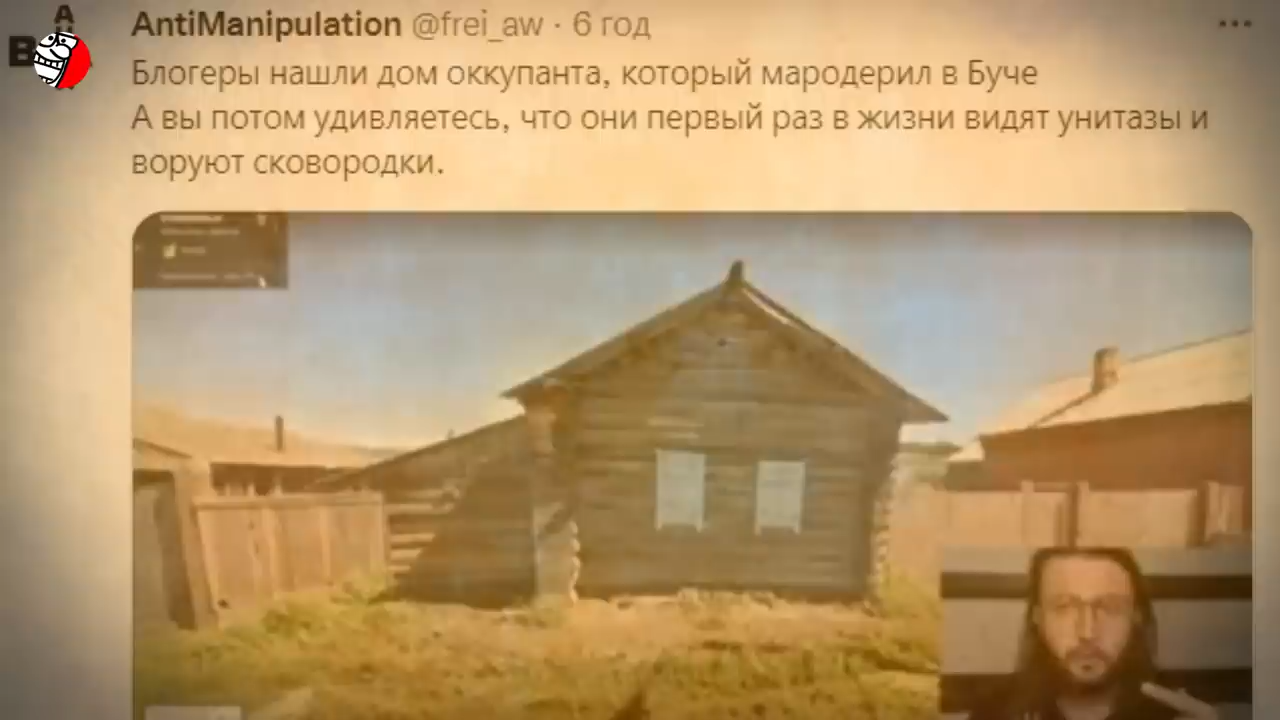 AntiManipulation @frei_aw · 6 год
Блогеры нашли дом оккупанта, который мародерил в Буче
А вы потом удивляетесь, что они первый раз в жизни видят унитазы и
воруют сковородки.